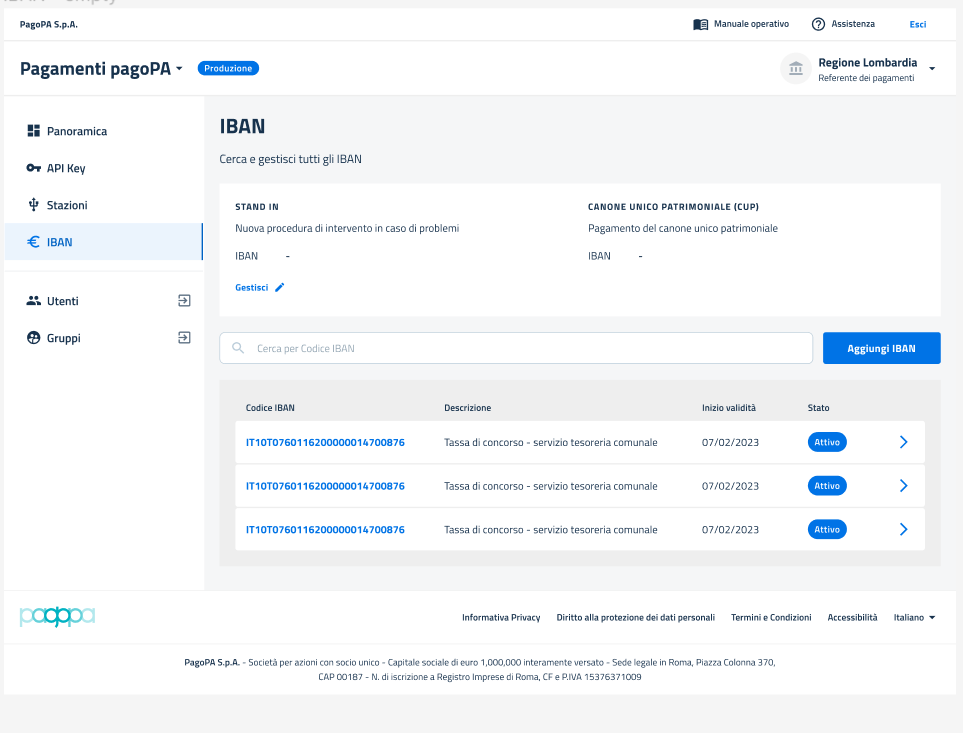 IBAN - empty
PagoPA S.p.A.
Manuale operativo
Assistenza
Esci
Pagamenti pagoPA
Produzione
Regione Lombardia
Referente dei pagamenti
Panoramica
API Key
Stazioni
IBAN
Utenti
Gruppi
IBAN
Cerca e gestisci tutti gli IBAN
STAND IN
Nuova procedura di intervento in caso di problemi
IBAN -
Gestisci
CANONE UNICO PATRIMONIALE (CUP)
Pagamento del canone unico patrimoniale
IBAN -
Cerca per Codice IBAN
Aggiungi IBAN
Codice IBAN Descrizione Inizio validità Stato
IT10T0760116200000014700876 Tassa di concorso - servizio tesoreria comunale 07/02/2023 Attivo
IT10T0760116200000014700876 Tassa di concorso - servizio tesoreria comunale 07/02/2023 Attivo
IT10T0760116200000014700876 Tassa di concorso - servizio tesoreria comunale 07/02/2023 Attivo
pagopa
Informativa Privacy Diritto alla protezione dei dati personali Termini e Condizioni Accessibilità Italiano
PagoPA S.p.A. - Società per azioni con socio unico - Capitale sociale di euro 1,000,000 interamente versato - Sede legale in Roma, Piazza Colonna 370,
CAP 00187 - N. di iscrizione a Registro Imprese di Roma, CF e P.IVA 15376371009